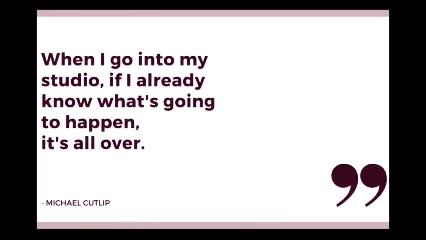 When I go into my
studio, if I already
know what's going
to happen,
it's all over.
- MICHAEL CUTLIP